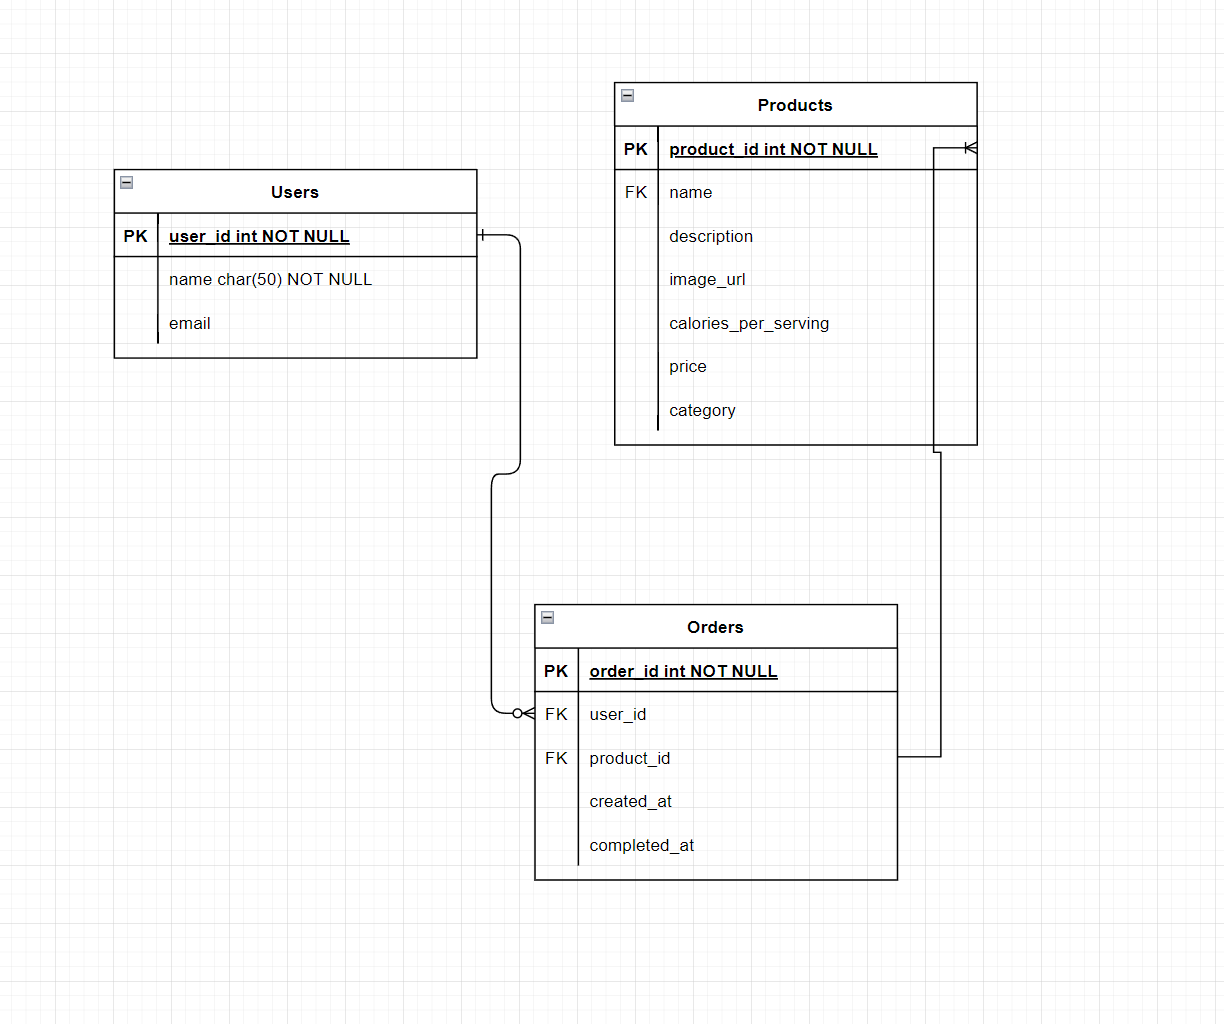 Products
PK product_id int NOT NULL
FK name
description
image_url
calories_per_serving
price
category
Users
PK user_id int NOT NULL
name char(50) NOT NULL
email
Orders
PK order_id int NOT NULL
FK user_id
FK product_id
created_at
completed_at